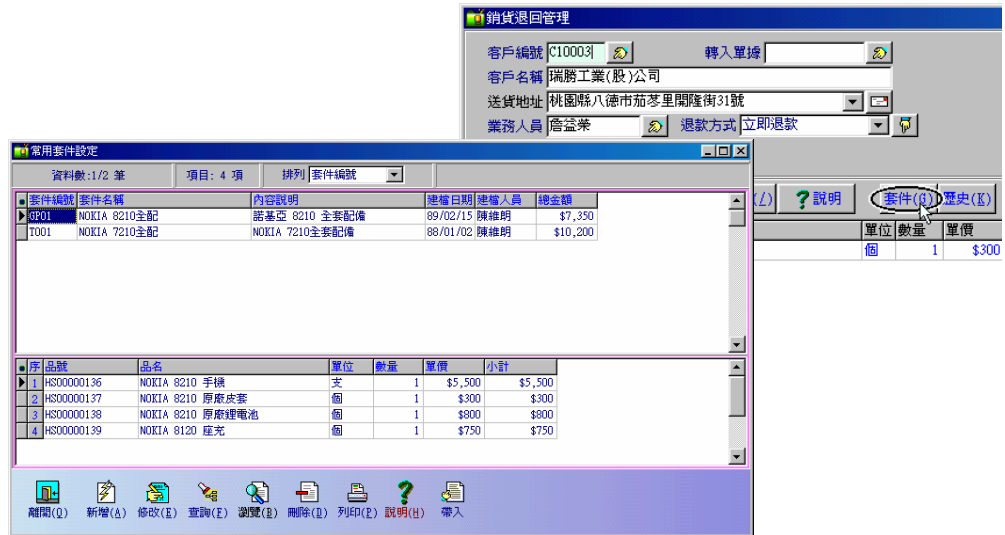 銷貨退回管理
客戶編號 C10003 轉入單據
客戶名稱 瑞勝工業(股)公司
送貨地址 桃園縣八德市茄苳里開隆街31號
業務人員 詹益榮 退款方式 立即退款
(L) ?說明 套件(G) 歷史(K)
單位 數量 單價
個 1 $300
常用套件設定
資料數:1/2 筆 項目: 4 項 排列 套件編號
套件編號 套件名稱 內容說明 建檔日期 建檔人員 總金額
GP01 NOKIA 8210全配 諾基亞 8210 全套配備 89/02/15 陳維朗 $7,350
T001 NOKIA 7210全配 NOKIA 7210全套配備 88/01/02 陳維朗 $10,200
序 品號 品名 單位 數量 單價 小計
1 HS00000136 NOKIA 8210 手機 支 1 $5,500 $5,500
2 HS00000137 NOKIA 8210 原廠皮套 個 1 $300 $300
3 HS00000138 NOKIA 8210 原廠鋰電池 個 1 $800 $800
4 HS00000139 NOKIA 8120 座充 個 1 $750 $750
離開(Q) 新增(A) 修改(E) 查詢(F) 瀏覽(B) 刪除(D) 列印(P) 說明(H) 帶入